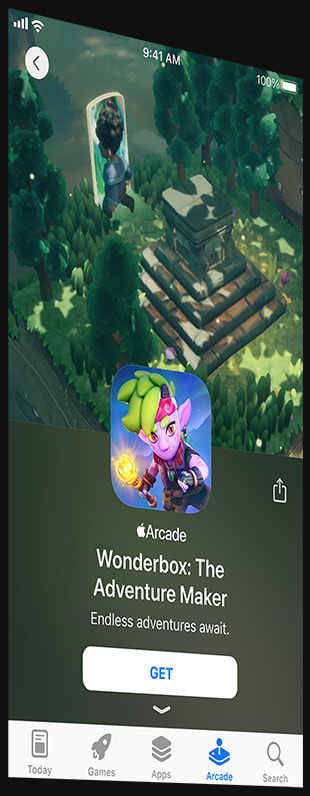 9:41 AM
100%
Arcade
Wonderbox: The
Adventure Maker
Endless adventures await.
GET
Today
Games
Apps
Arcade
Search